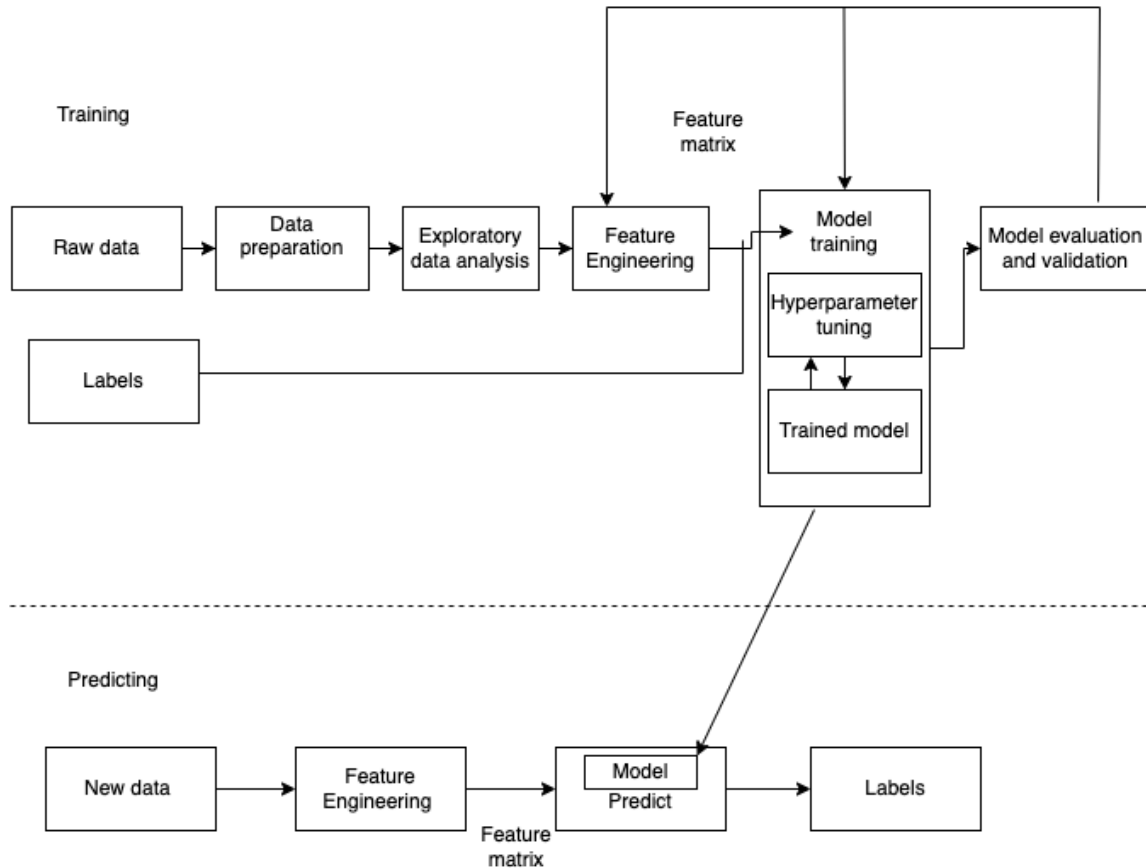 Training
Feature
matrix
Raw data
Data
preparation
Exploratory
data analysis
Feature
Engineering
Model
training
Model evaluation
and validation
Hyperparameter
tuning
Labels
Trained model
Predicting
New data
Feature
Engineering
Feature
matrix
Model
Predict
Labels